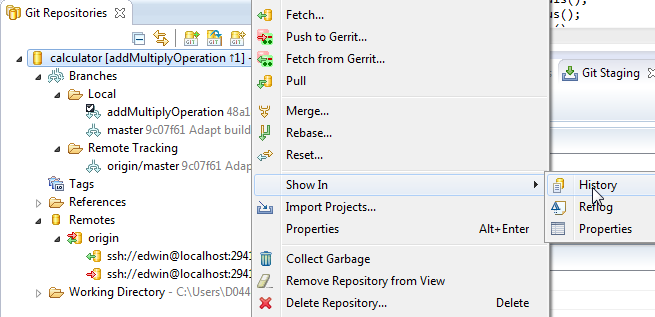 Git Repositories
calculator [addMultiplyOperation ↑1] -
Branches
Local
addMultiplyOperation 48a1
master 9c07f61 Adapt build
Remote Tracking
origin/master 9c07f61 Adap
Tags
References
Remotes
origin
ssh://edwin@localhost:2941
ssh://edwin@localhost:2941
Working Directory - C:\Users\D044
Fetch...
Push to Gerrit...
Fetch from Gerrit...
Pull
Merge...
Rebase...
Reset...
Show In
Import Projects...
Properties Alt+Enter
Collect Garbage
Remove Repository from View
Delete Repository... Delete
History
Reflog
Properties
us();
Git Staging